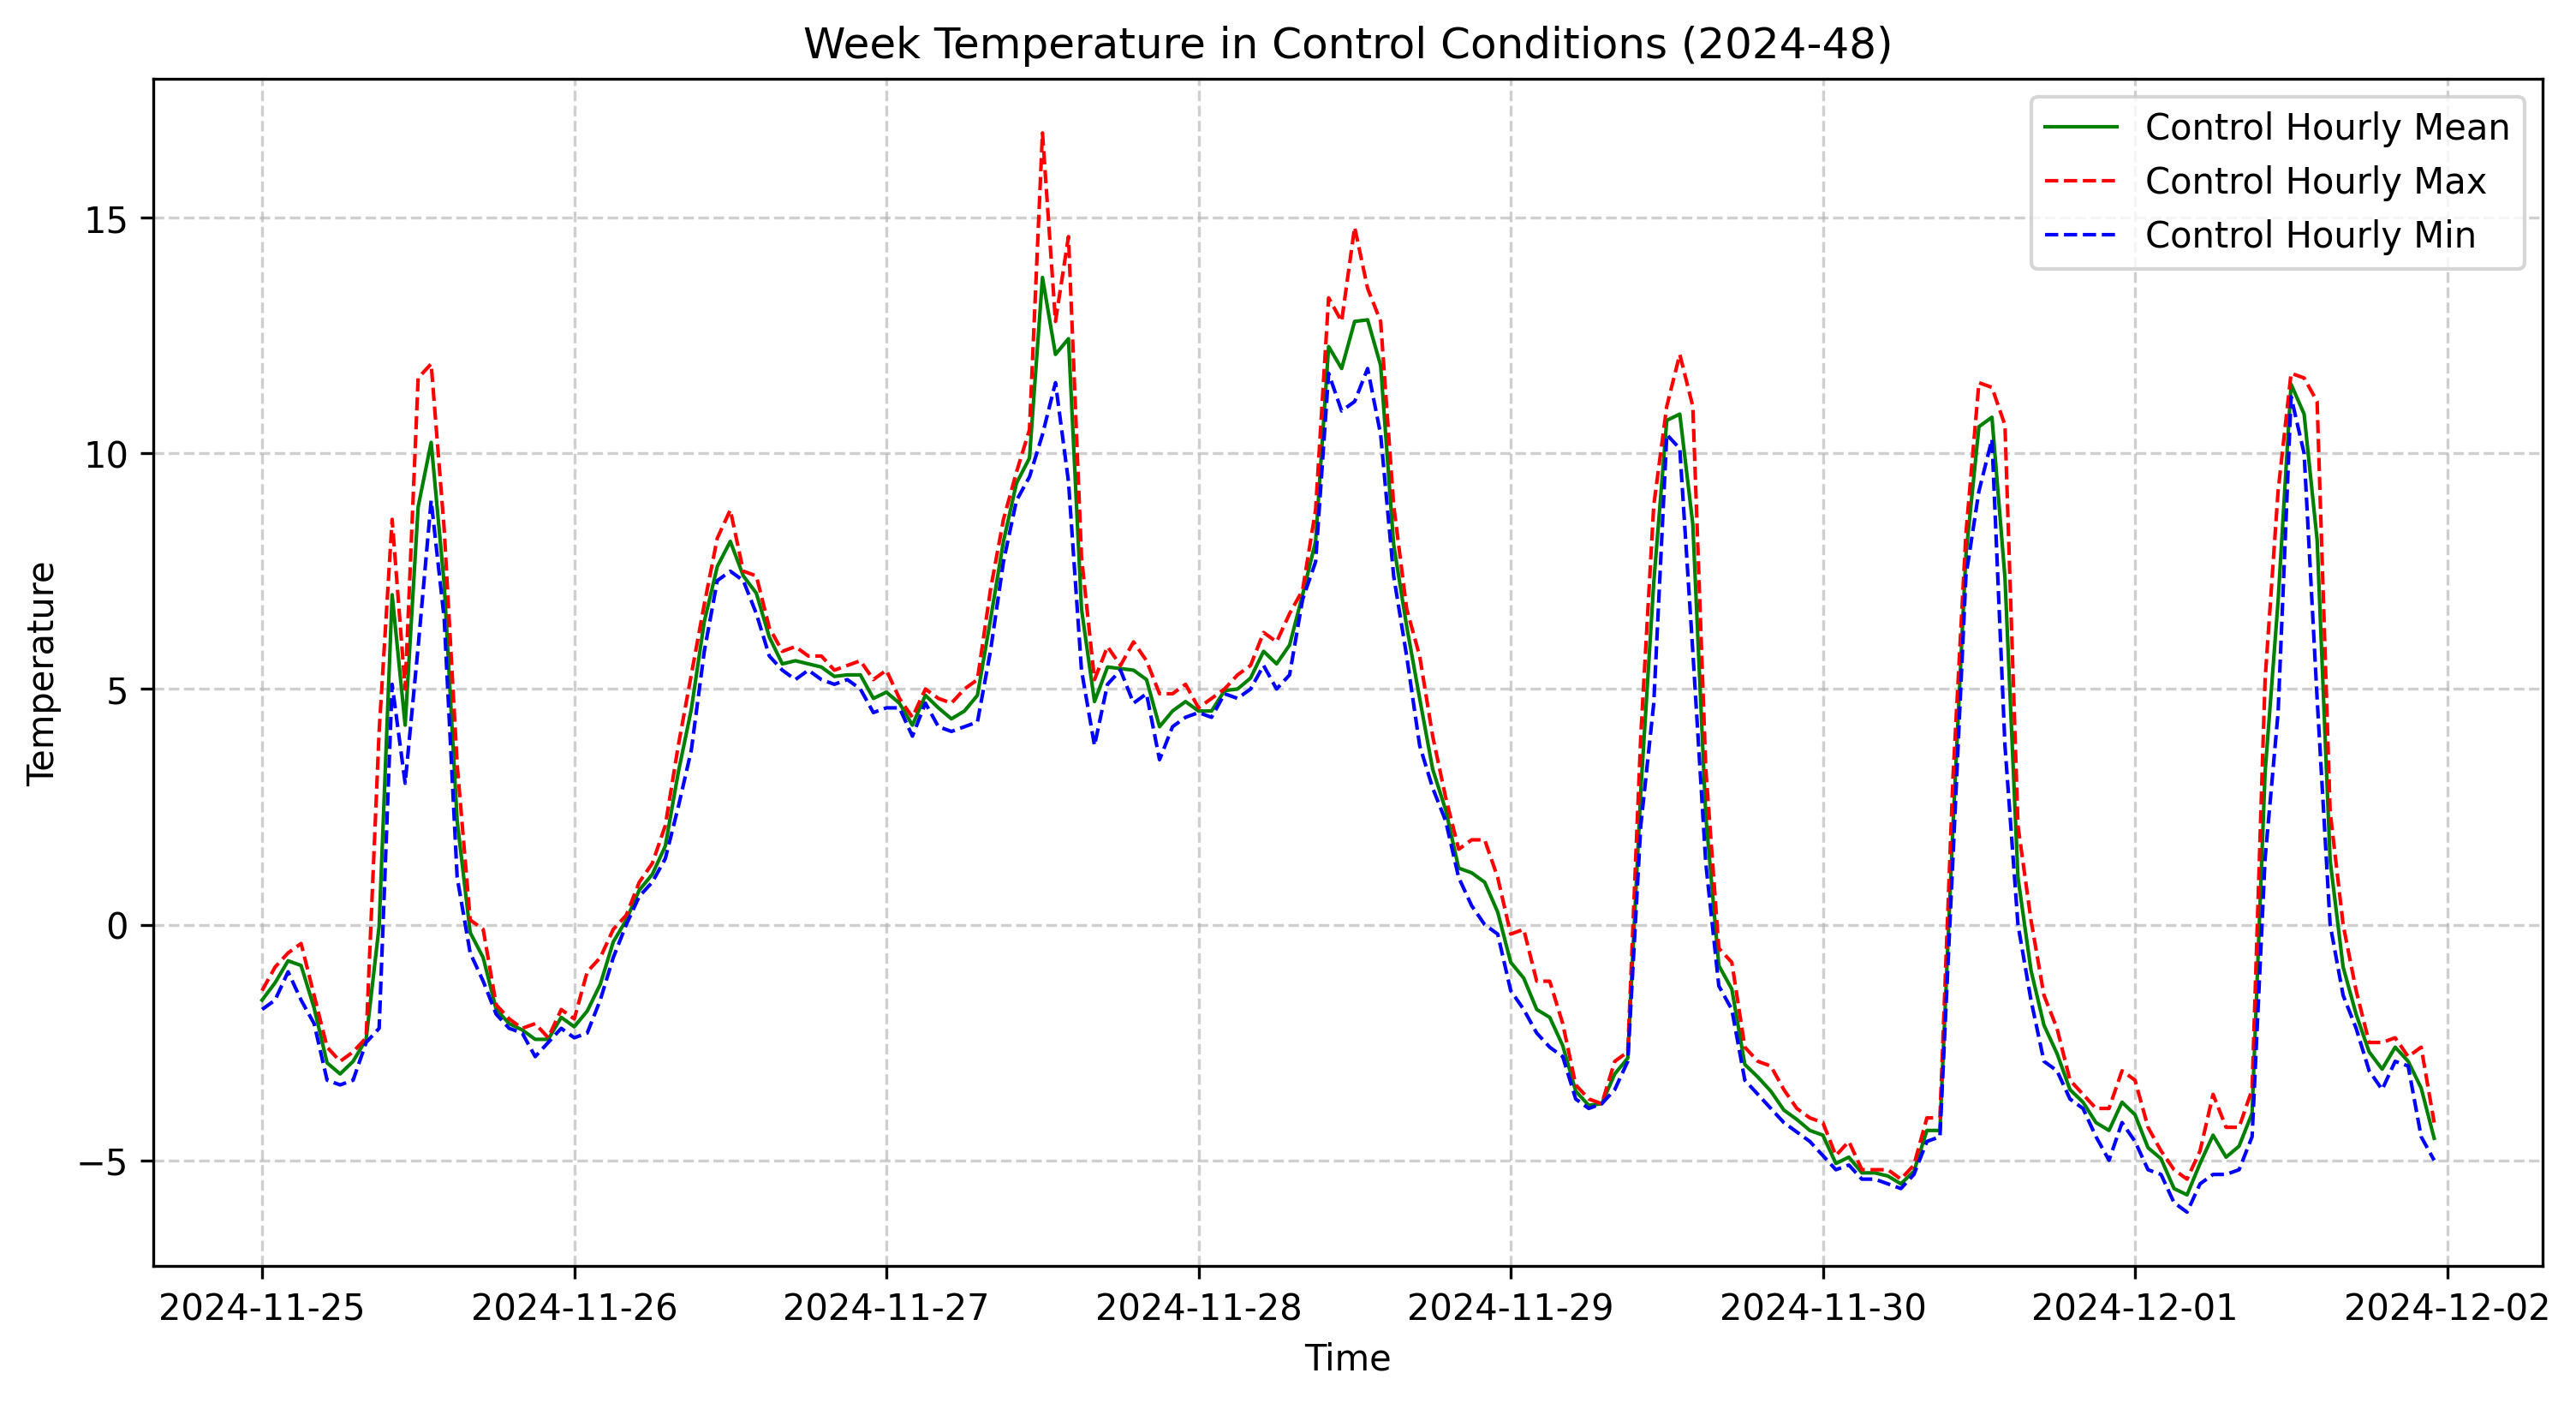 Week Temperature in Control Conditions (2024-48)
Control Hourly Mean
Control Hourly Max
Control Hourly Min
Temperature
15
10
5
0
−5
2024-11-25 2024-11-26 2024-11-27 2024-11-28 2024-11-29 2024-11-30 2024-12-01 2024-12-02
Time